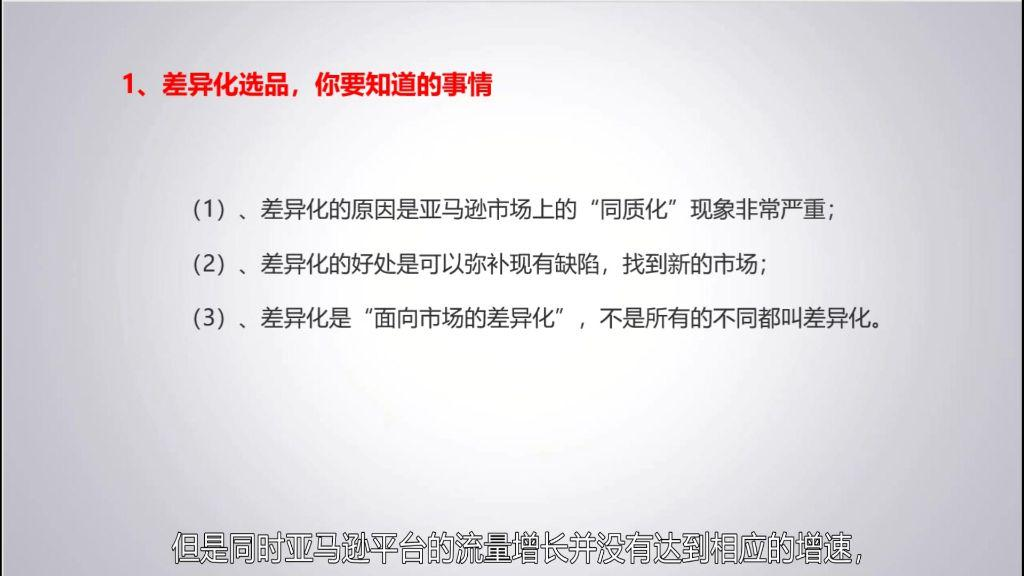 1、差异化选品，你要知道的事情
（1）、差异化的原因是亚马逊市场上的“同质化”现象非常严重；
（2）、差异化的好处是可以弥补现有缺陷，找到新的市场；
（3）、差异化是“面向市场的差异化”，不是所有的不同都叫差异化。
但是同时亚马逊平台的流量增长并没有达到相应的增速，